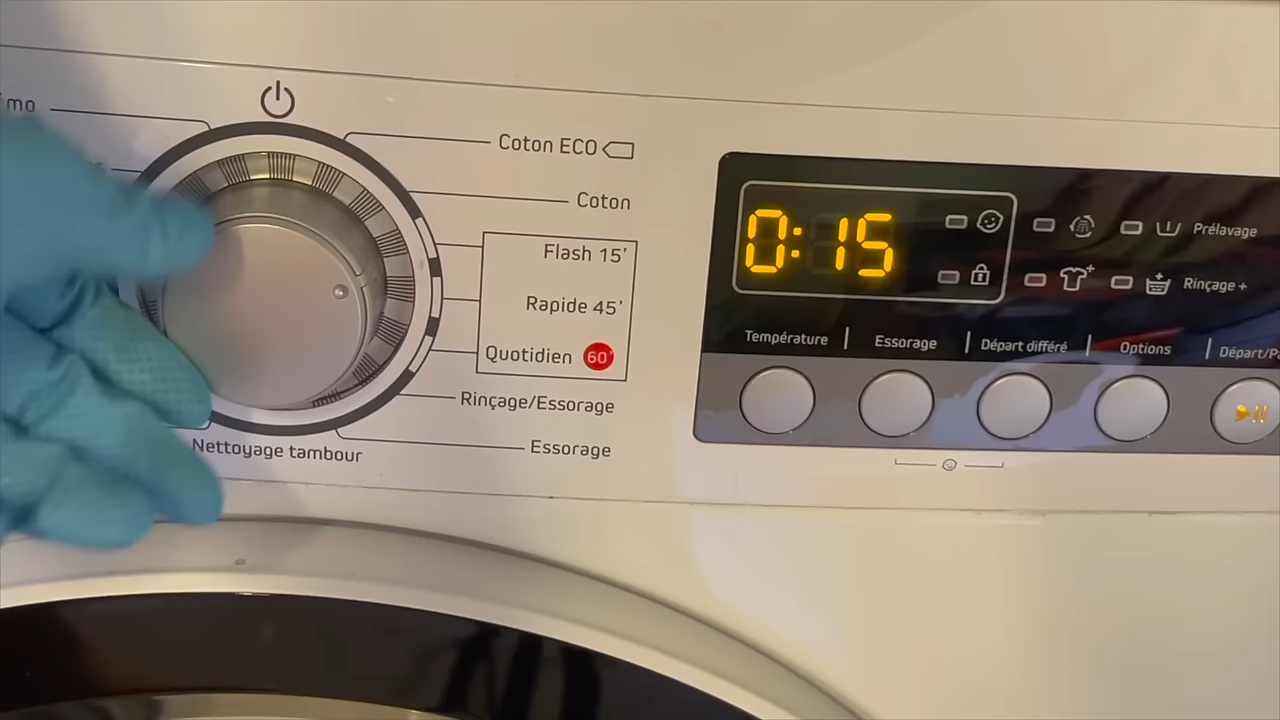 Coton ECO
Coton
Flash 15'
Rapide 45'
Quotidien 60'
Rinçage/Essorage
Essorage
Nettoyage tambour
0:15
Prélavage
Rinçage +
Température | Essorage | Départ différé | Options |